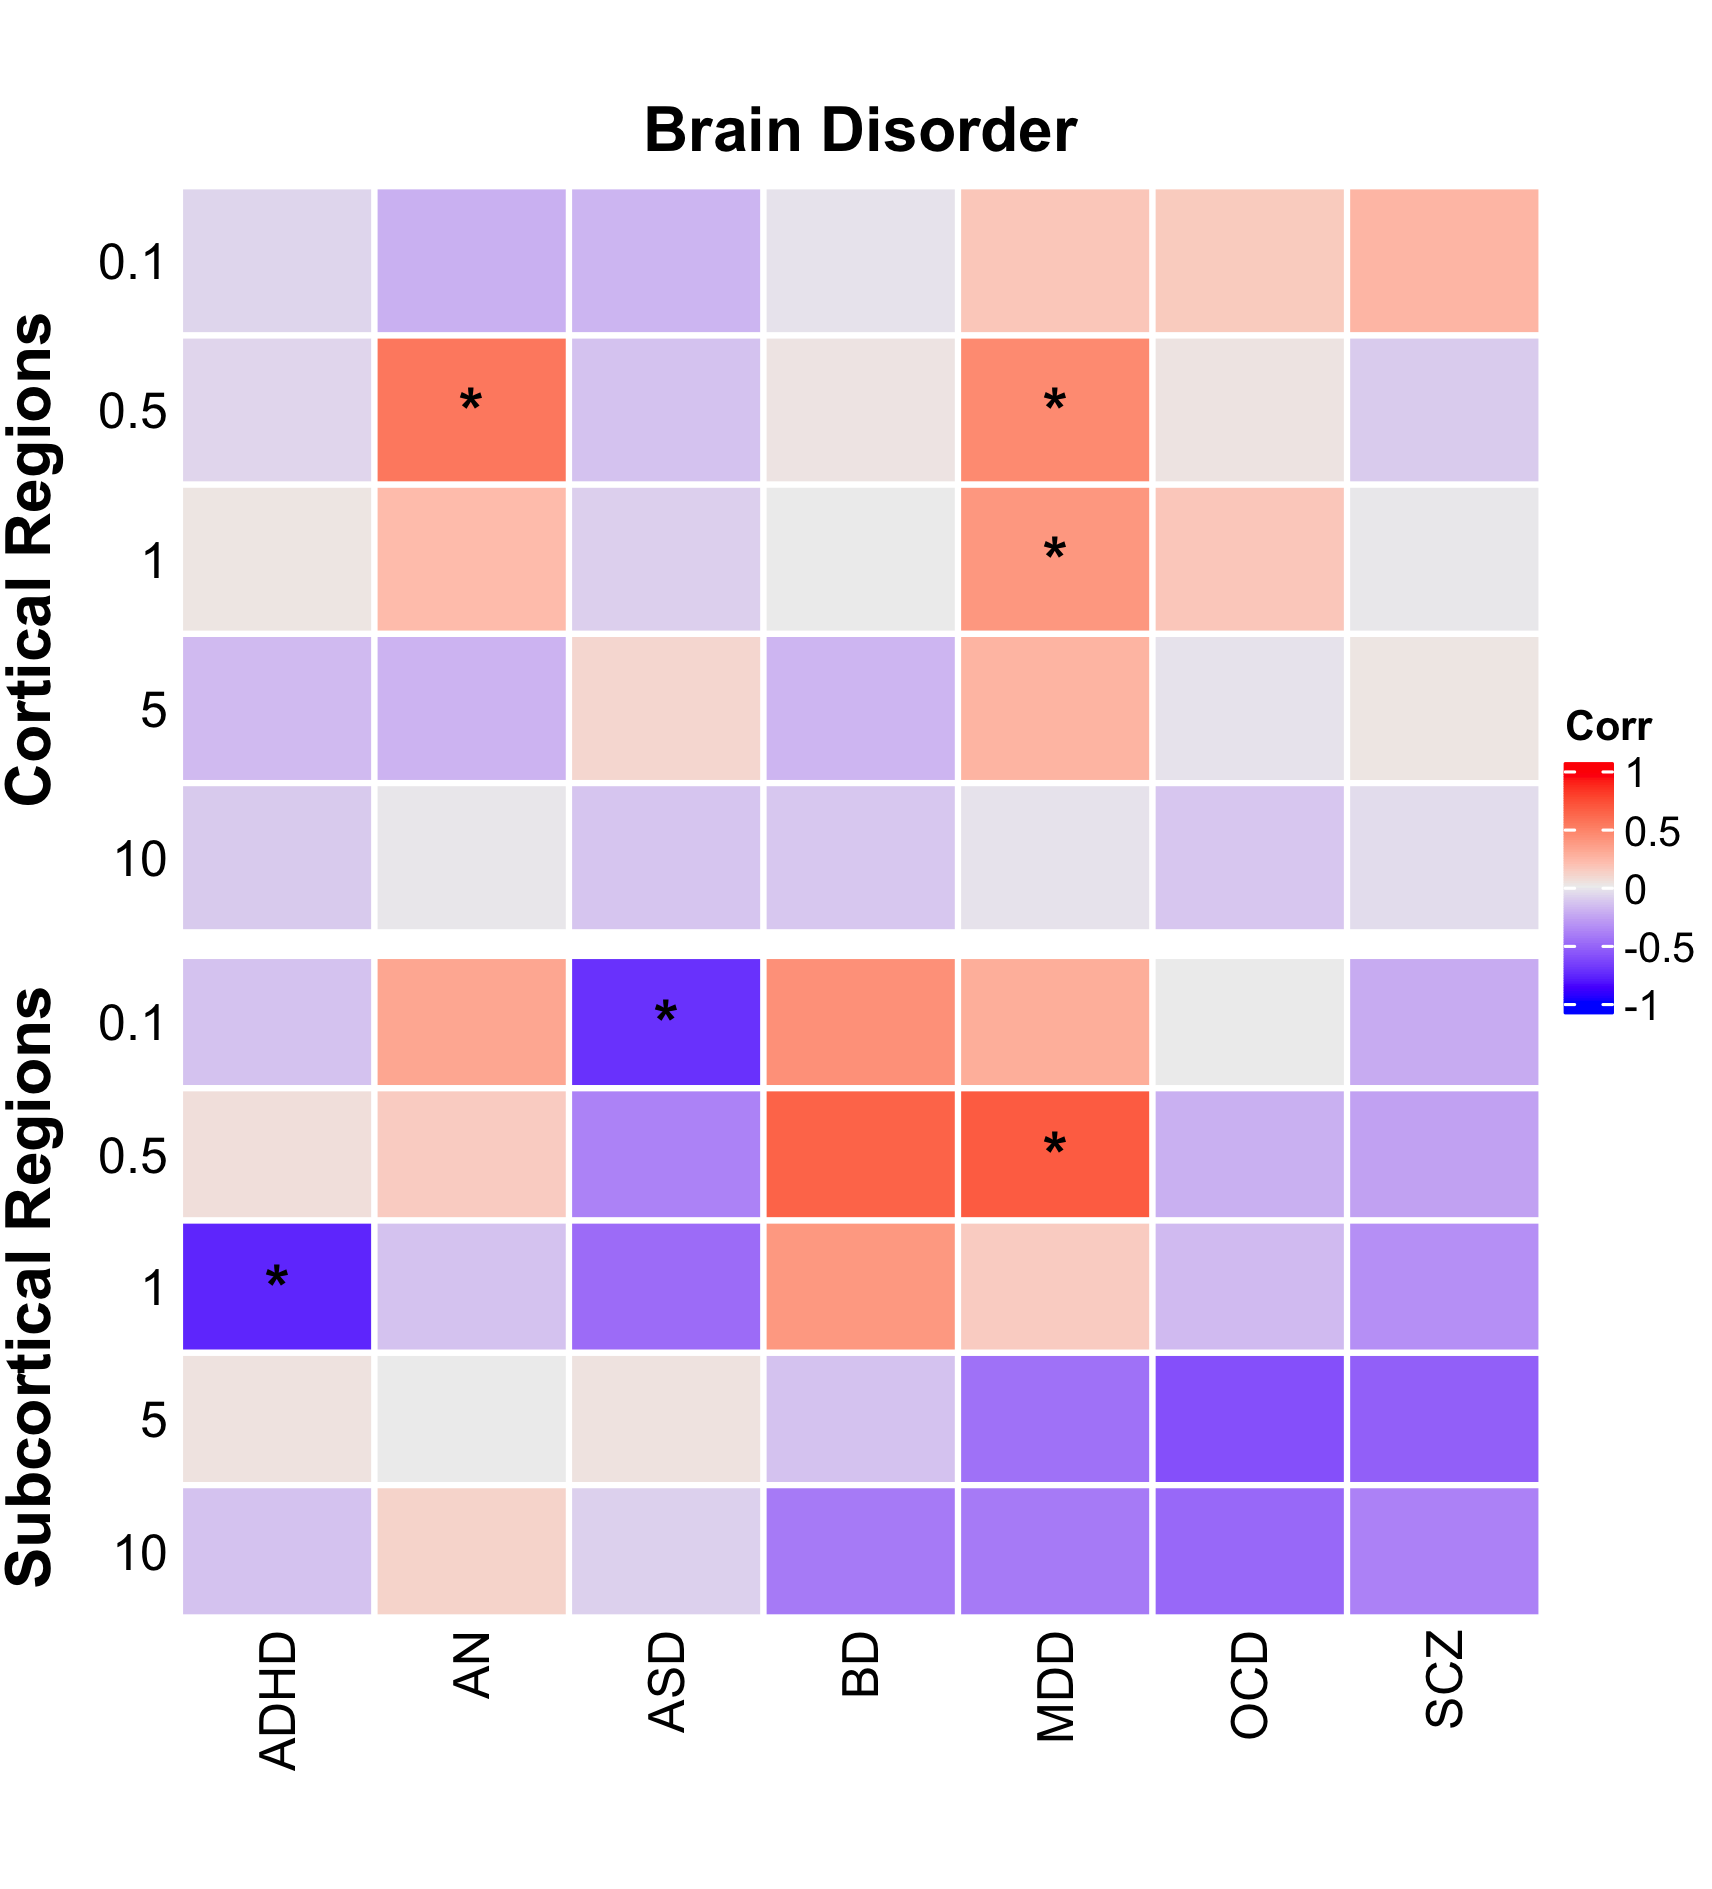 Brain Disorder
Cortical Regions
0.1
0.5
*
*
1
*
5
10
Subcortical Regions
0.1
*
0.5
*
1
*
5
10
ADHD
AN
ASD
BD
MDD
OCD
SCZ
Corr
1
0.5
0
-0.5
-1